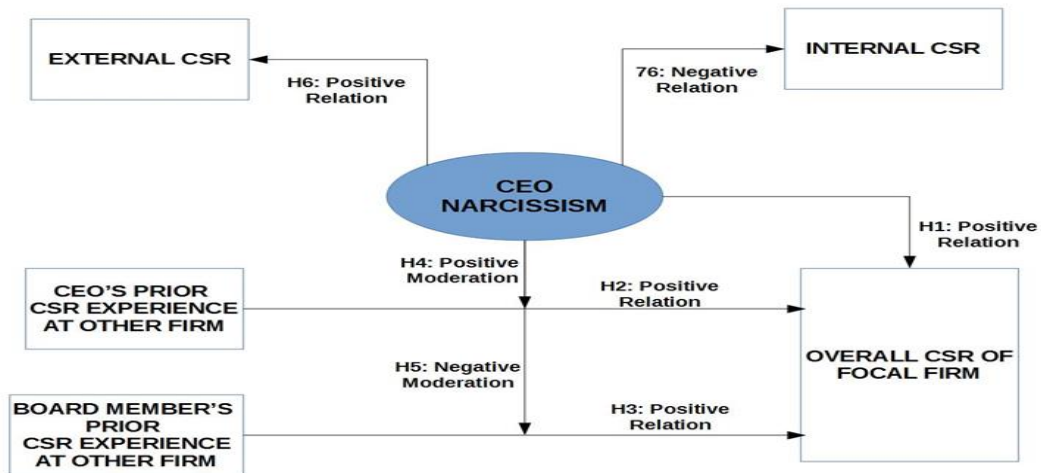 EXTERNAL CSR
INTERNAL CSR
H6: Positive
Relation
76: Negative
Relation
CEO
NARCISSISM
H1: Positive
Relation
H4: Positive
Moderation
CEO'S PRIOR
CSR EXPERIENCE
AT OTHER FIRM
H2: Positive
Relation
OVERALL CSR OF
FOCAL FIRM
H5: Negative
Moderation
BOARD MEMBER'S
PRIOR
CSR EXPERIENCE
AT OTHER FIRM
H3: Positive
Relation